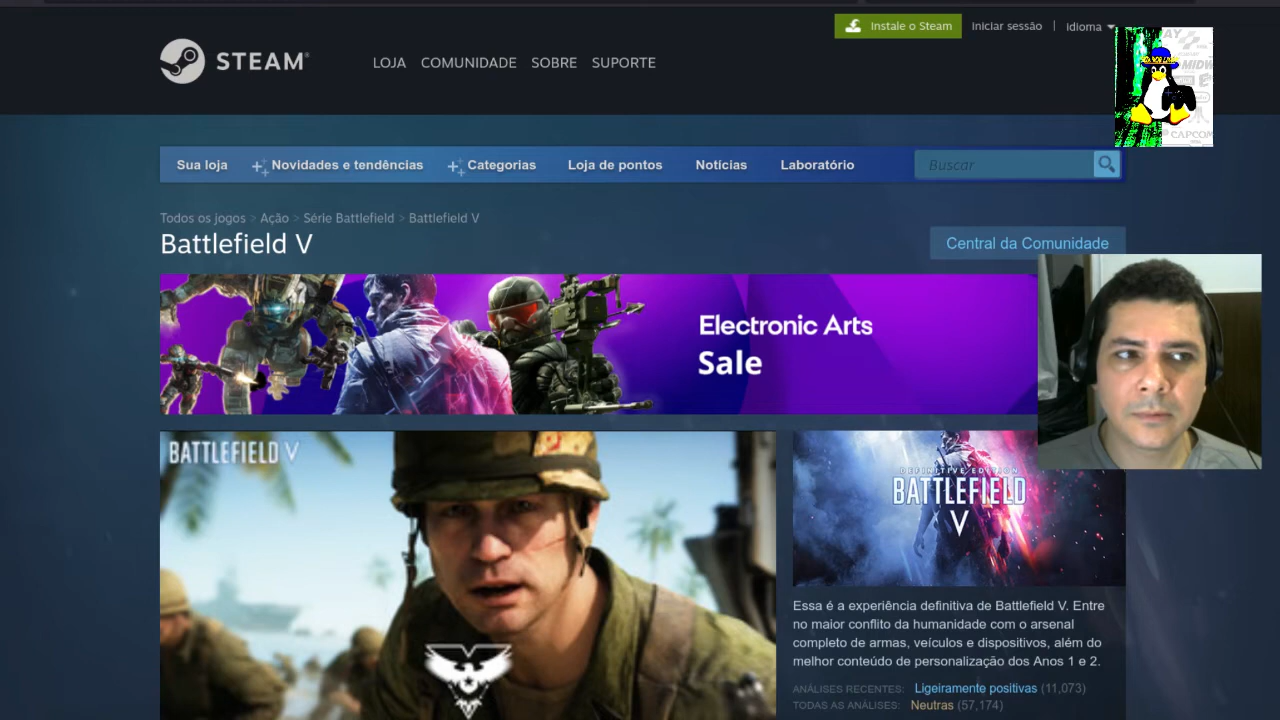 Instale o Steam
iniciar sessão | idioma
STEAM®
LOJA COMUNIDADE SOBRE SUPORTE
MIDW
CAPCOM
Sua loja Novidades e tendências Categorias Loja de pontos Notícias Laboratório Buscar
Todos os jogos > Ação > Série Battlefield > Battlefield V
Battlefield V
Central da Comunidade
Electronic Arts
Sale
BATTLEFIELD V
DEFINITIVE EDITION
BATTLEFIELD
V
Essa é a experiência definitiva de Battlefield V. Entre
no maior conflito da humanidade com o arsenal
completo de armas, veículos e dispositivos, além do
melhor conteúdo de personalização dos Anos 1 e 2.
ANÁLISES RECENTES: Ligeiramente positivas (11,073)
TODAS AS ANÁLISES: Neutras (57,174)